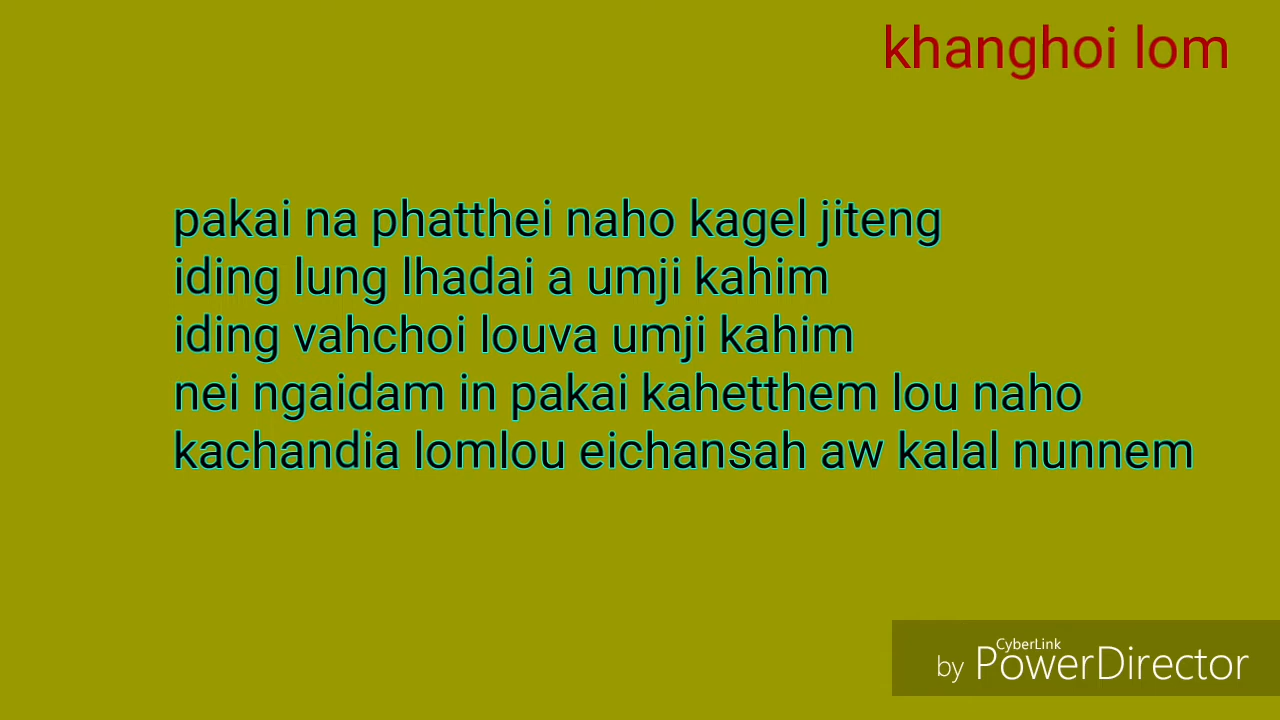 khanghoi lom
pakai na phatthei naho kagel jiteng
iding lung lhadai a umji kahim
iding vahchoi louva umji kahim
nei ngaidam in pakai kahetthem lou naho
kachandia lomlou eichansah aw kalal nunnem
CyberLink
by PowerDirector